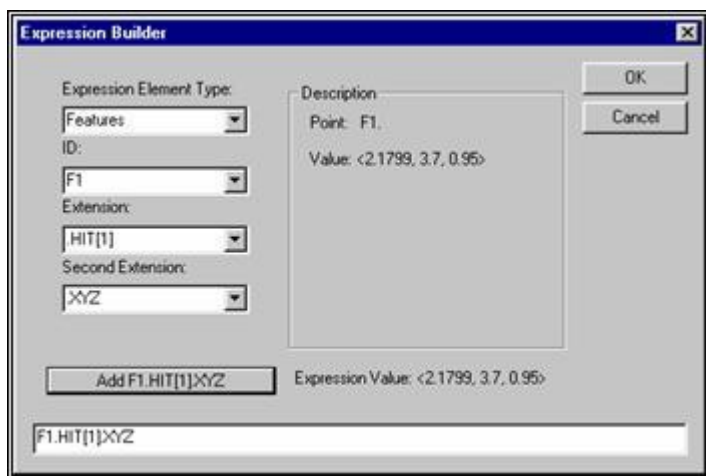 Expression Builder
Expression Element Type:
Features
ID:
F1
Extension:
.HIT[1]
Second Extension:
.XYZ
Add F1.HIT[1].XYZ
Description
Point: F1.
Value: <2.1799, 3.7, 0.95>
Expression Value: <2.1799, 3.7, 0.95>
OK
Cancel
F1.HIT[1].XYZ